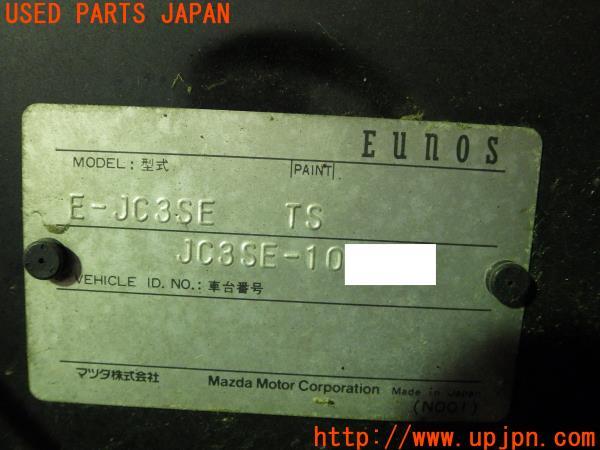 USED PARTS JAPAN
EUNOS
MODEL: 型式
PAINT
E-JC3SE TS
JC3SE-10
VEHICLE ID. NO.: 車台番号
マツダ株式会社 Mazda Motor Corporation Made in Japan
(N001)
http://www.upjpn.com/